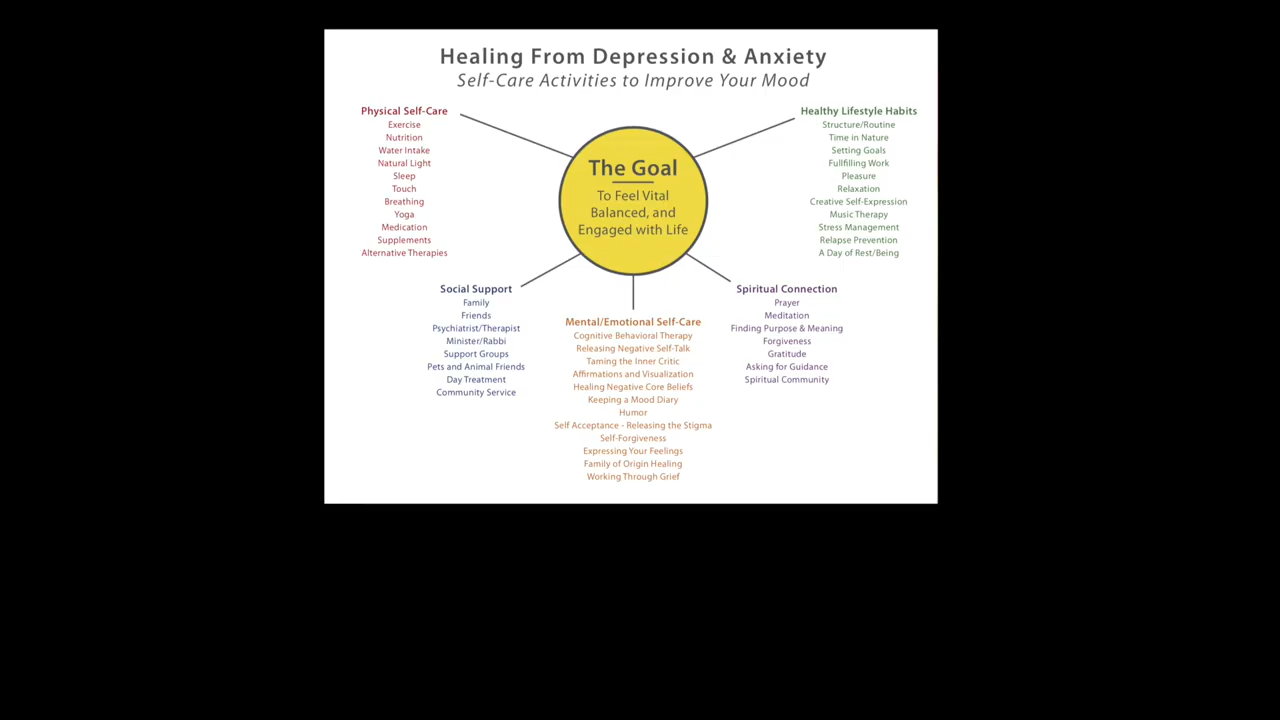 Healing From Depression & Anxiety
Self-Care Activities to Improve Your Mood
Physical Self-Care
Exercise
Nutrition
Water Intake
Natural Light
Sleep
Touch
Breathing
Yoga
Medication
Supplements
Alternative Therapies
The Goal
To Feel Vital
Balanced, and
Engaged with Life
Healthy Lifestyle Habits
Structure/Routine
Time in Nature
Setting Goals
Fullfilling Work
Pleasure
Relaxation
Creative Self-Expression
Music Therapy
Stress Management
Relapse Prevention
A Day of Rest/Being
Social Support
Family
Friends
Psychiatrist/Therapist
Minister/Rabbi
Support Groups
Pets and Animal Friends
Day Treatment
Community Service
Mental/Emotional Self-Care
Cognitive Behavioral Therapy
Releasing Negative Self-Talk
Taming the Inner Critic
Affirmations and Visualization
Healing Negative Core Beliefs
Keeping a Mood Diary
Humor
Self Acceptance - Releasing the Stigma
Self-Forgiveness
Expressing Your Feelings
Family of Origin Healing
Working Through Grief
Spiritual Connection
Prayer
Meditation
Finding Purpose & Meaning
Forgiveness
Gratitude
Asking for Guidance
Spiritual Community